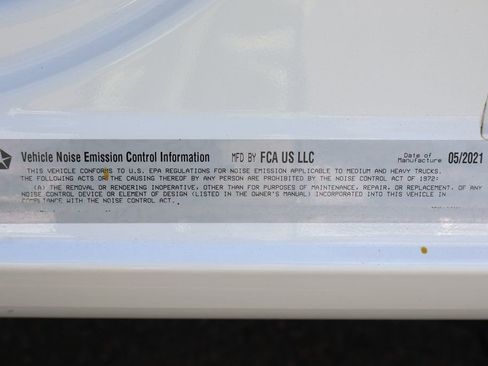 Vehicle Noise Emission Control Information MFD BY FCA US LLC Date of Manufacture 05/2021
THIS VEHICLE CONFORMS TO U.S. EPA REGULATIONS FOR NOISE EMISSION APPLICABLE TO MEDIUM AND HEAVY TRUCKS.
THE FOLLOWING ACTS OR THE CAUSING THEREOF BY ANY PERSON ARE PROHIBITED BY THE NOISE CONTROL ACT OF 1972:
(A) THE REMOVAL OR RENDERING INOPERATIVE, OTHER THAN FOR PURPOSES OF MAINTENANCE, REPAIR, OR REPLACEMENT, OF ANY
NOISE CONTROL DEVICE OR ELEMENT OF DESIGN (LISTED IN THE OWNER'S MANUAL) INCORPORATED INTO THIS VEHICLE IN
COMPLIANCE WITH THE NOISE CONTROL ACT.